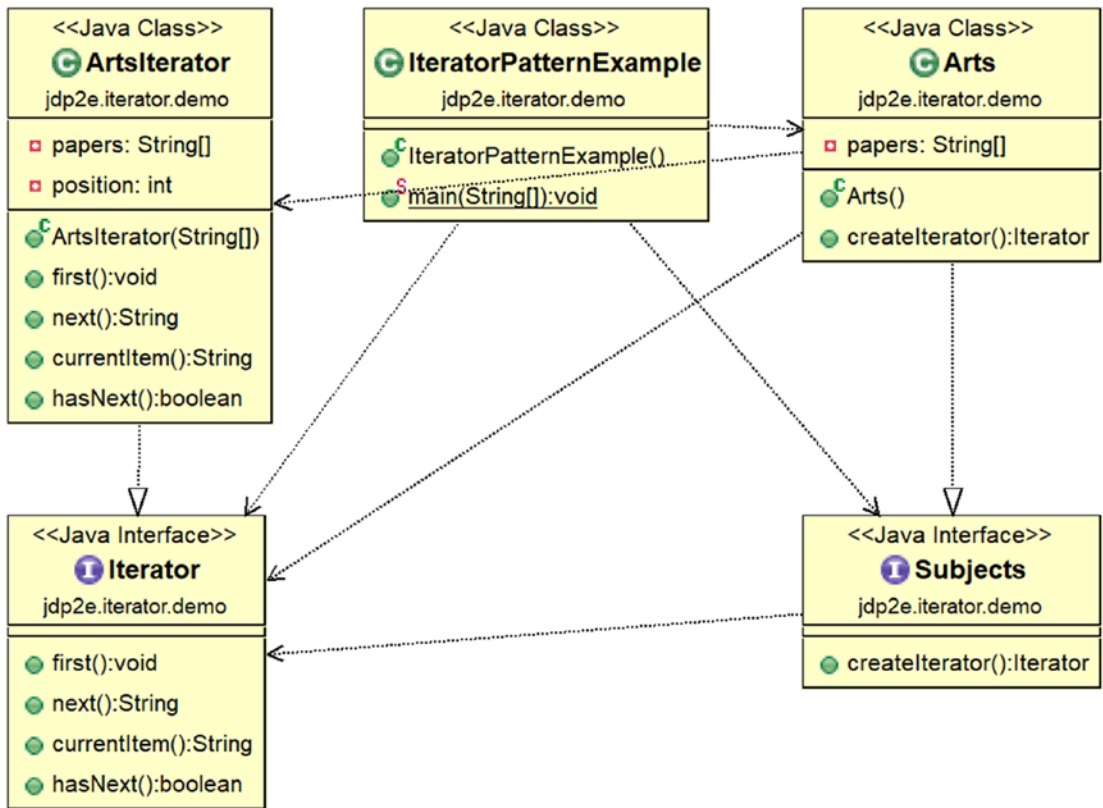 <<Java Class>>
ArtsIterator
jdp2e.iterator.demo
papers: String[]
position: int
ArtsIterator(String[])
first():void
next():String
currentItem():String
hasNext():boolean
<<Java Class>>
IteratorPatternExample
jdp2e.iterator.demo
IteratorPatternExample()
main(String[]):void
<<Java Class>>
Arts
jdp2e.iterator.demo
papers: String[]
Arts()
createIterator():Iterator
<<Java Interface>>
Iterator
jdp2e.iterator.demo
first():void
next():String
currentItem():String
hasNext():boolean
<<Java Interface>>
Subjects
jdp2e.iterator.demo
createIterator():Iterator